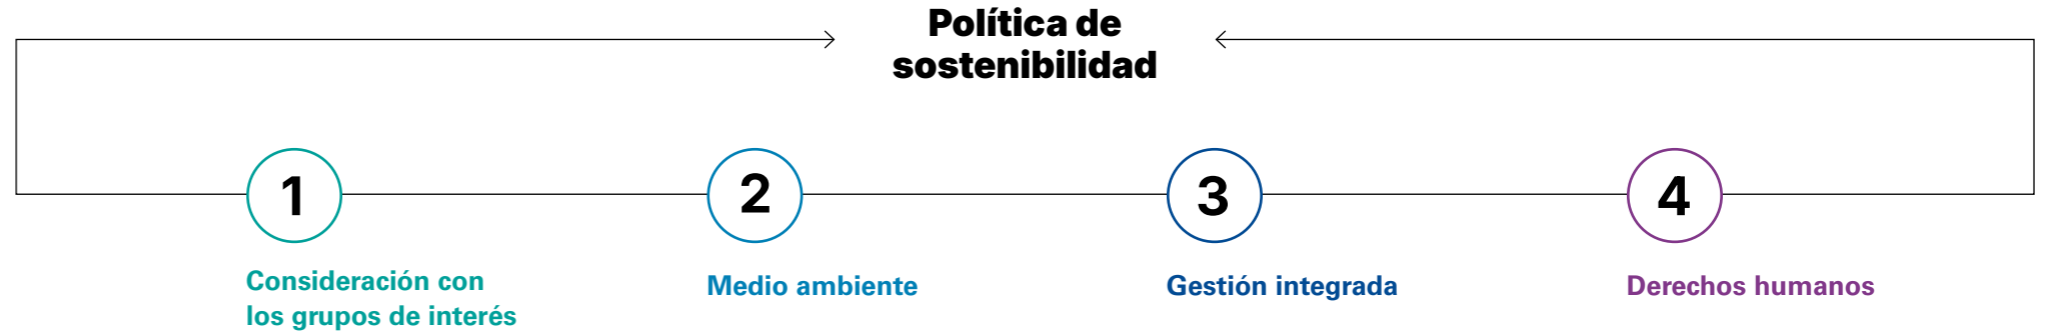 Política de
sostenibilidad
1
2
3
4
Consideración con
los grupos de interés
Medio ambiente
Gestión integrada
Derechos humanos